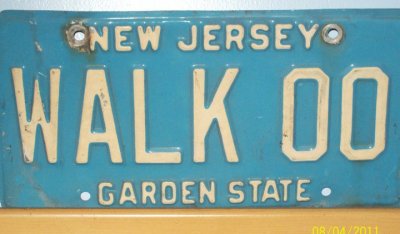 NEW JERSEY
WALK 00
GARDEN STATE
08/04/2011